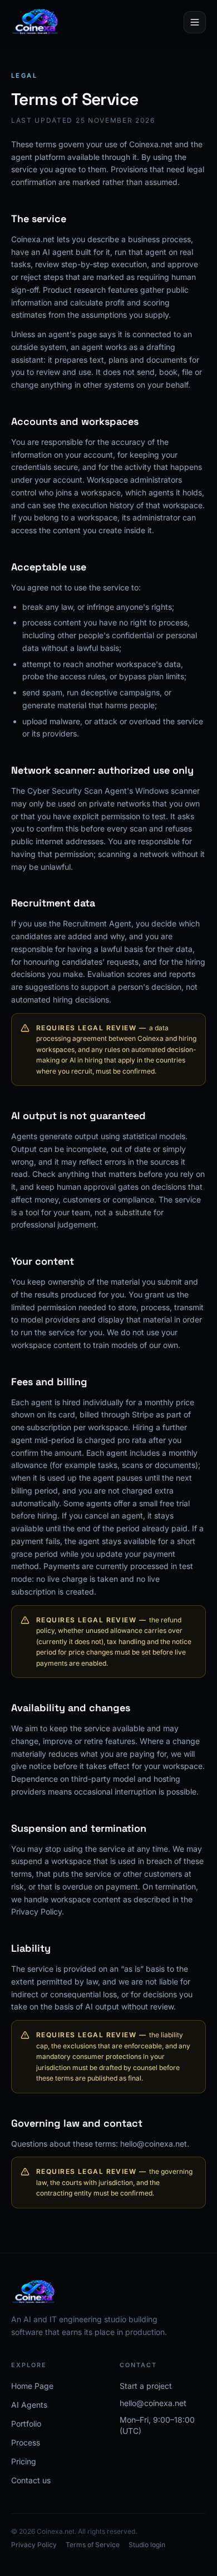 Coinexa
LEGAL
Terms of Service
LAST UPDATED 25 NOVEMBER 2026
These terms govern your use of Coinexa.net and the
agent platform available through it. By using the
service you agree to them. Provisions that need legal
confirmation are marked rather than assumed.
The service
Coinexa.net lets you describe a business process,
have an AI agent built for it, run that agent on real
tasks, review step-by-step execution, and approve
or reject steps that are marked as requiring human
sign-off. Product research features gather public
information and calculate profit and scoring
estimates from the assumptions you supply.
Unless an agent's page says it is connected to an
outside system, an agent works as a drafting
assistant: it prepares text, plans and documents for
you to review and use. It does not send, book, file or
change anything in other systems on your behalf.
Accounts and workspaces
You are responsible for the accuracy of the
information on your account, for keeping your
credentials secure, and for the activity that happens
under your account. Workspace administrators
control who joins a workspace, which agents it holds,
and can see the execution history of that workspace.
If you belong to a workspace, its administrator can
access the content you create inside it.
Acceptable use
You agree not to use the service to:
• break any law, or infringe anyone's rights;
• process content you have no right to process,
including other people's confidential or personal
data without a lawful basis;
• attempt to reach another workspace's data,
probe the access rules, or bypass plan limits;
• send spam, run deceptive campaigns, or
generate material that harms people;
• upload malware, or attack or overload the service
or its providers.
Network scanner: authorized use only
The Cyber Security Scan Agent's Windows scanner
may only be used on private networks that you own
or that you have explicit permission to test. It asks
you to confirm this before every scan and refuses
public internet addresses. You are responsible for
having that permission; scanning a network without it
may be unlawful.
Recruitment data
If you use the Recruitment Agent, you decide which
candidates are added and why, and you are
responsible for having a lawful basis for their data,
for honouring candidates' requests, and for the hiring
decisions you make. Evaluation scores and reports
are suggestions to support a person's decision, not
automated hiring decisions.
REQUIRES LEGAL REVIEW — a data
processing agreement between Coinexa and hiring
workspaces, and any rules on automated decision-
making or AI in hiring that apply in the countries
where you recruit, must be confirmed.
AI output is not guaranteed
Agents generate output using statistical models.
Output can be incomplete, out of date or simply
wrong, and it may reflect errors in the sources it
read. Check anything that matters before you rely on
it, and keep human approval gates on decisions that
affect money, customers or compliance. The service
is a tool for your team, not a substitute for
professional judgement.
Your content
You keep ownership of the material you submit and
of the results produced for you. You grant us the
limited permission needed to store, process, transmit
to model providers and display that material in order
to run the service for you. We do not use your
workspace content to train models of our own.
Fees and billing
Each agent is hired individually for a monthly price
shown on its card, billed through Stripe as part of
one subscription per workspace. Hiring a further
agent mid-period is charged pro rata after you
confirm the amount. Each agent includes a monthly
allowance (for example tasks, scans or documents);
when it is used up the agent pauses until the next
billing period, and you are not charged extra
automatically. Some agents offer a small free trial
before hiring. If you cancel an agent, it stays
available until the end of the period already paid. If a
payment fails, the agent stays available for a short
grace period while you update your payment
method. Payments are currently processed in test
mode: no live charge is taken and no live
subscription is created.
REQUIRES LEGAL REVIEW — the refund
policy, whether unused allowance carries over
(currently it does not), tax handling and the notice
period for price changes must be set before live
payments are enabled.
Availability and changes
We aim to keep the service available and may
change, improve or retire features. Where a change
materially reduces what you are paying for, we will
give notice before it takes effect for your workspace.
Dependence on third-party model and hosting
providers means occasional interruption is possible.
Suspension and termination
You may stop using the service at any time. We may
suspend a workspace that is used in breach of these
terms, that puts the service or other customers at
risk, or that is overdue on payment. On termination,
we handle workspace content as described in the
Privacy Policy.
Liability
The service is provided on an “as is” basis to the
extent permitted by law, and we are not liable for
indirect or consequential loss, or for decisions you
take on the basis of AI output without review.
REQUIRES LEGAL REVIEW — the liability
cap, the exclusions that are enforceable, and any
mandatory consumer protections in your
jurisdiction must be drafted by counsel before
these terms are published as final.
Governing law and contact
Questions about these terms: hello@coinexa.net.
REQUIRES LEGAL REVIEW — the governing
law, the courts with jurisdiction, and the
contracting entity must be confirmed.
Coinexa
An AI and IT engineering studio building
software that earns its place in production.
EXPLORE
Home Page
AI Agents
Portfolio
Process
Pricing
Contact us
CONTACT
Start a project
hello@coinexa.net
Mon–Fri, 9:00–18:00
(UTC)
© 2026 Coinexa.net. All rights reserved.
Privacy Policy Terms of Service Studio login